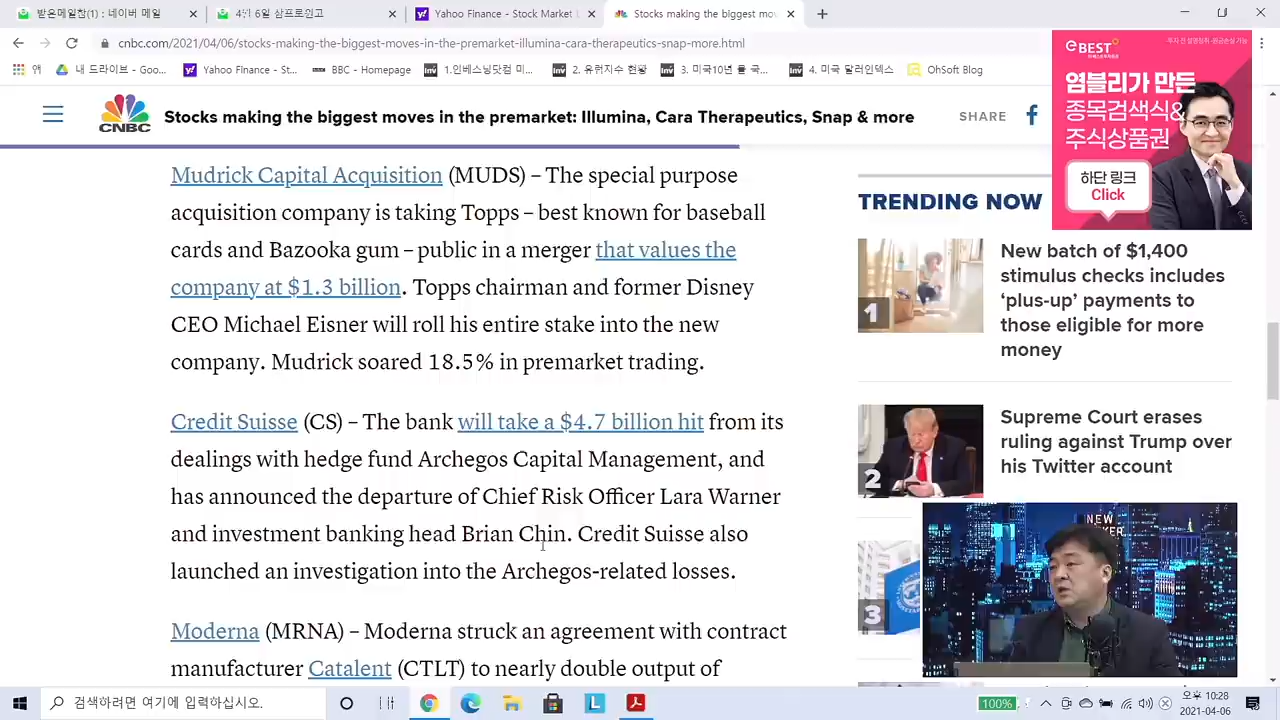 받은메일함(1) : 네이버 메일
4월 6일 삼프로인고
Yahoo Finance - Stock Market L
Stocks making the biggest mov
cnbc.com/2021/04/06/stocks-making-the-biggest-moves-in-the-premarket-illumina-cara-therapeutics-snap-more.html
앱
내 드라이브 - Goo...
Yahoo Finance - St...
BBC - Homepage
1.인베스팅닷컴 미...
2. 유뤼지수 현황
3. 미국10년 물 국...
4. 미국 달러인덱스
OhSoft Blog
CNBC
Stocks making the biggest moves in the premarket: Illumina, Cara Therapeutics, Snap & more
SHARE
eBEST
염블리가 만든
종목검색식&
주식상품권
하단 링크
Click
Mudrick Capital Acquisition (MUDS) – The special purpose
acquisition company is taking Topps – best known for baseball
cards and Bazooka gum – public in a merger that values the
company at $1.3 billion. Topps chairman and former Disney
CEO Michael Eisner will roll his entire stake into the new
company. Mudrick soared 18.5% in premarket trading.
Credit Suisse (CS) – The bank will take a $4.7 billion hit from its
dealings with hedge fund Archegos Capital Management, and
has announced the departure of Chief Risk Officer Lara Warner
and investment banking head Brian Chin. Credit Suisse also
launched an investigation into the Archegos-related losses.
Moderna (MRNA) – Moderna struck an agreement with contract
manufacturer Catalent (CTLT) to nearly double output of
TRENDING NOW
1
New batch of $1,400
stimulus checks includes
‘plus-up’ payments to
those eligible for more
money
2
Supreme Court erases
ruling against Trump over
his Twitter account
3
NEW
검색하려면 여기에 입력하십시오.
100%
오후 10:28
2021-04-06